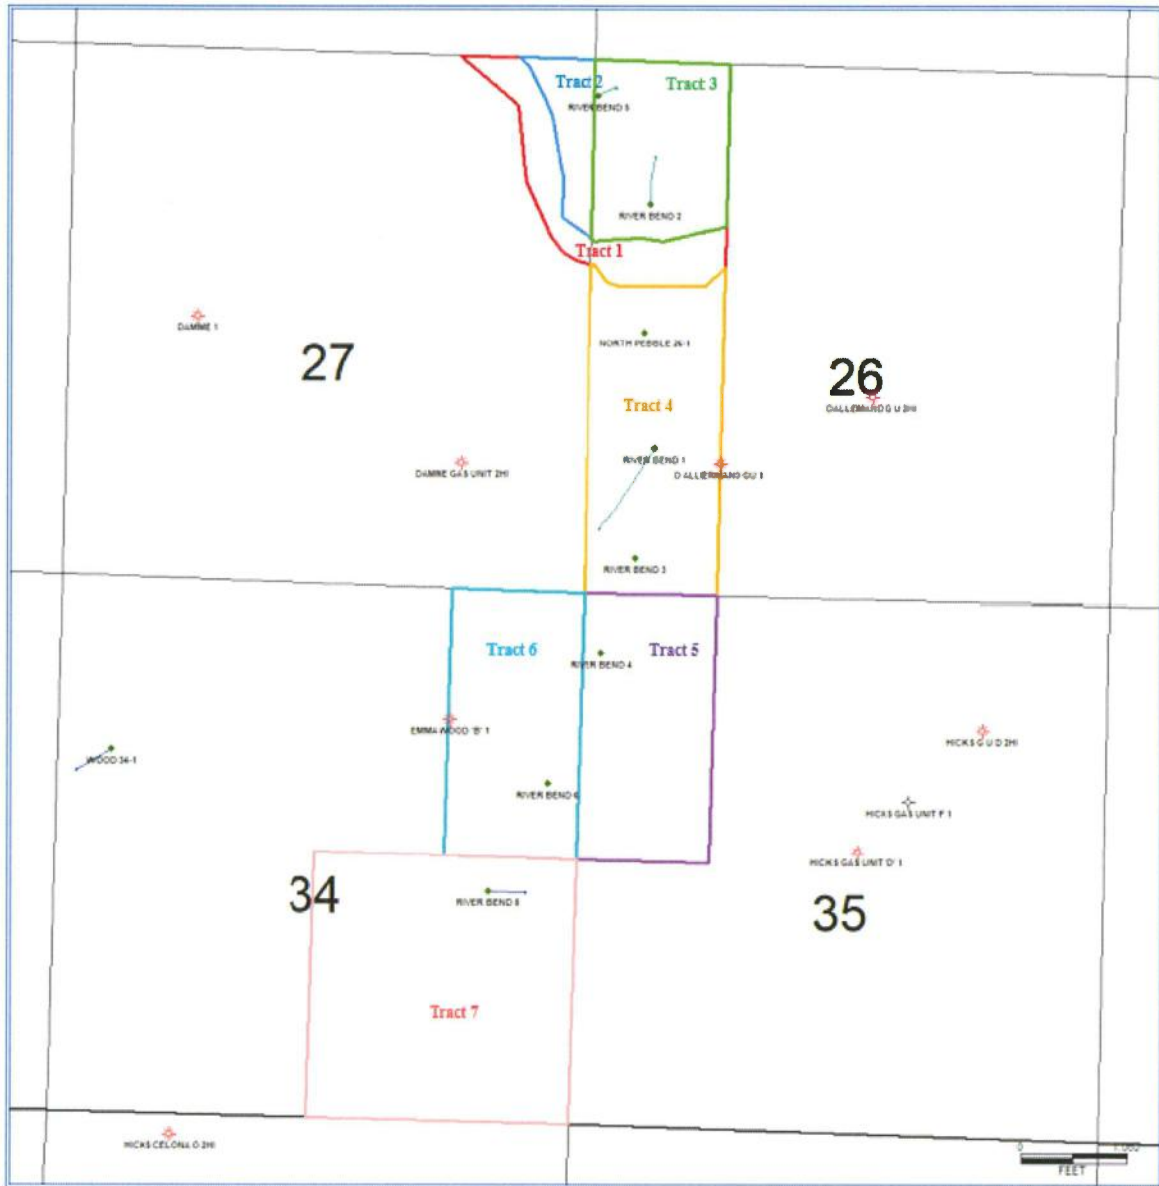 Tract 2
Tract 3
RIVER BEND 5
RIVER BEND 2
Tract 1
DAMME 1
NORTH PEBBLE 26-1
27
26
Tract 4
RIVER BEND 1
DAMME GAS UNIT 2HI
RIVER BEND 3
Tract 6
Tract 5
RIVER BEND 4
EMMA WOOD 'B' 1
HICKS G U D 2HI
WOOD 34-1
RIVER BEND 6
HICKS GAS UNIT F 1
HICKS GAS UNIT 'D' 1
34
RIVER BEND 8
35
Tract 7
0
FEET